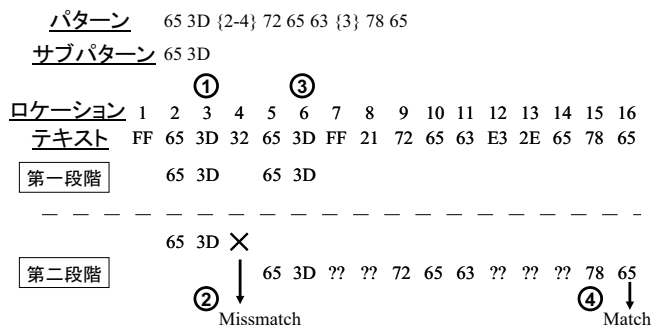 パターン 65 3D {2-4} 72 65 63 {3} 78 65
サブパターン 65 3D
① ③
ロケーション 1 2 3 4 5 6 7 8 9 10 11 12 13 14 15 16
テキスト FF 65 3D 32 65 3D FF 21 72 65 63 E3 2E 65 78 65
第一段階 65 3D 65 3D
65 3D ×
第二段階 65 3D ?? ?? 72 65 63 ?? ?? ?? 78 65
② ④
Missmatch Match